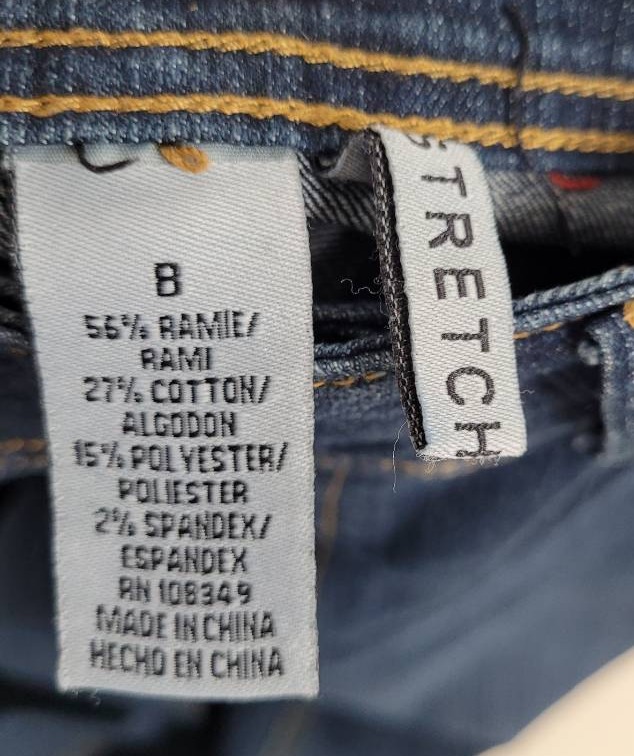 8
56% RAMIE/
RAMI
27% COTTON/
ALGODON
15% POLYESTER/
POLIESTER
2% SPANDEX/
ESPANDEX
RN 108349
MADE IN CHINA
HECHO EN CHINA
STRETCH